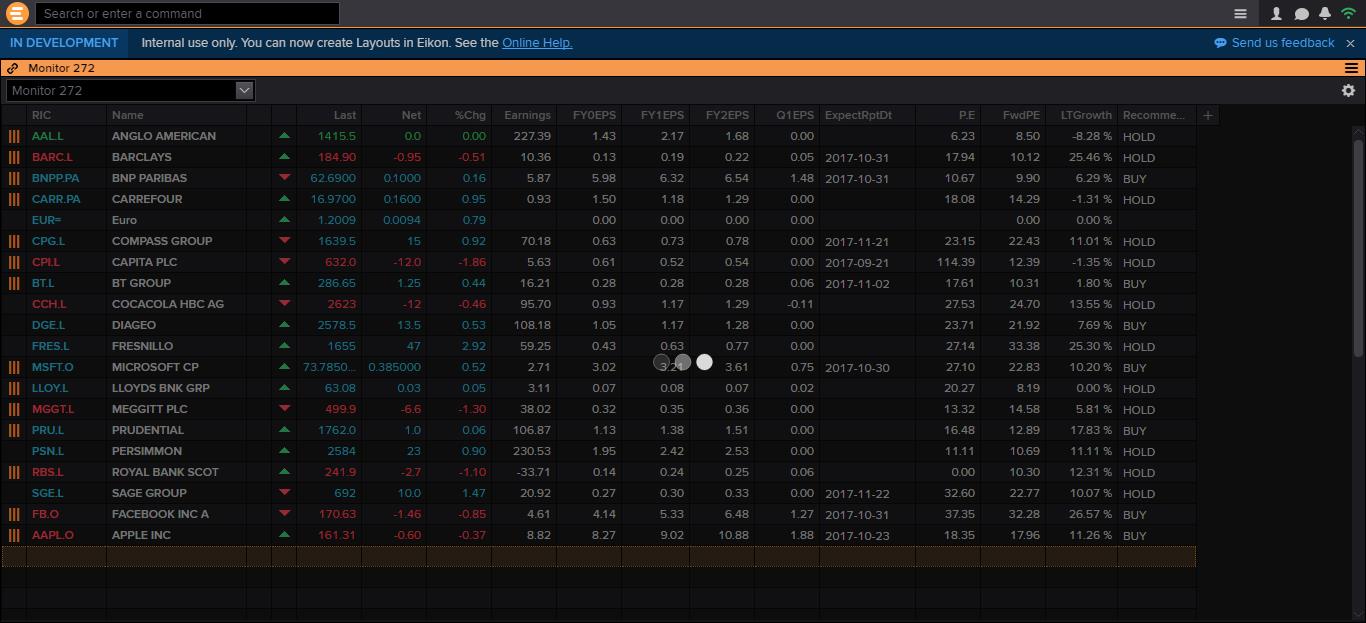 Search or enter a command
IN DEVELOPMENT Internal use only. You can now create Layouts in Eikon. See the Online Help. Send us feedback
Monitor 272
Monitor 272
RIC Name Last Net %Chg Earnings FY0EPS FY1EPS FY2EPS Q1EPS ExpectRptDt P.E FwdPE LTGrowth Recomme... +
AAL.L ANGLO AMERICAN 1415.5 0.0 0.00 227.39 1.43 2.17 1.68 0.00 6.23 8.50 -8.28 % HOLD
BARC.L BARCLAYS 184.90 -0.95 -0.51 10.36 0.13 0.19 0.22 0.05 2017-10-31 17.94 10.12 25.46 % HOLD
BNPP.PA BNP PARIBAS 62.6900 0.1000 0.16 5.87 5.98 6.32 6.54 1.48 2017-10-31 10.67 9.90 6.29 % BUY
CARR.PA CARREFOUR 16.9700 0.1600 0.95 0.93 1.50 1.18 1.29 0.00 18.08 14.29 -1.31 % HOLD
EUR= Euro 1.2009 0.0094 0.79 0.00 0.00 0.00 0.00 0.00 0.00 %
CPG.L COMPASS GROUP 1639.5 15 0.92 70.18 0.63 0.73 0.78 0.00 2017-11-21 23.15 22.43 11.01 % HOLD
CPI.L CAPITA PLC 632.0 -12.0 -1.86 5.63 0.61 0.52 0.54 0.00 2017-09-21 114.39 12.39 -1.35 % HOLD
BT.L BT GROUP 286.65 1.25 0.44 16.21 0.28 0.28 0.28 0.06 2017-11-02 17.61 10.31 1.80 % BUY
CCH.L COCACOLA HBC AG 2623 -12 -0.46 95.70 0.93 1.17 1.29 -0.11 27.53 24.70 13.55 % HOLD
DGE.L DIAGEO 2578.5 13.5 0.53 108.18 1.05 1.17 1.28 0.00 23.71 21.92 7.69 % BUY
FRES.L FRESNILLO 1655 47 2.92 59.25 0.43 0.63 0.77 0.00 27.14 33.38 25.30 % HOLD
MSFT.O MICROSOFT CP 73.7850... 0.385000 0.52 2.71 3.02 3.21 3.61 0.75 2017-10-30 27.10 22.83 10.20 % BUY
LLOY.L LLOYDS BNK GRP 63.08 0.03 0.05 3.11 0.07 0.08 0.07 0.02 20.27 8.19 0.00 % HOLD
MGGT.L MEGGITT PLC 499.9 -6.6 -1.30 38.02 0.32 0.35 0.36 0.00 13.32 14.58 5.81 % HOLD
PRU.L PRUDENTIAL 1762.0 1.0 0.06 106.87 1.13 1.38 1.51 0.00 16.48 12.89 17.83 % BUY
PSN.L PERSIMMON 2584 23 0.90 230.53 1.95 2.42 2.53 0.00 11.11 10.69 11.11 % HOLD
RBS.L ROYAL BANK SCOT 241.9 -2.7 -1.10 -33.71 0.14 0.24 0.25 0.06 0.00 10.30 12.31 % HOLD
SGE.L SAGE GROUP 692 10.0 1.47 20.92 0.27 0.30 0.33 0.00 2017-11-22 32.60 22.77 10.07 % HOLD
FB.O FACEBOOK INC A 170.63 -1.46 -0.85 4.61 4.14 5.33 6.48 1.27 2017-10-31 37.35 32.28 26.57 % BUY
AAPL.O APPLE INC 161.31 -0.60 -0.37 8.82 8.27 9.02 10.88 1.88 2017-10-23 18.35 17.96 11.26 % BUY